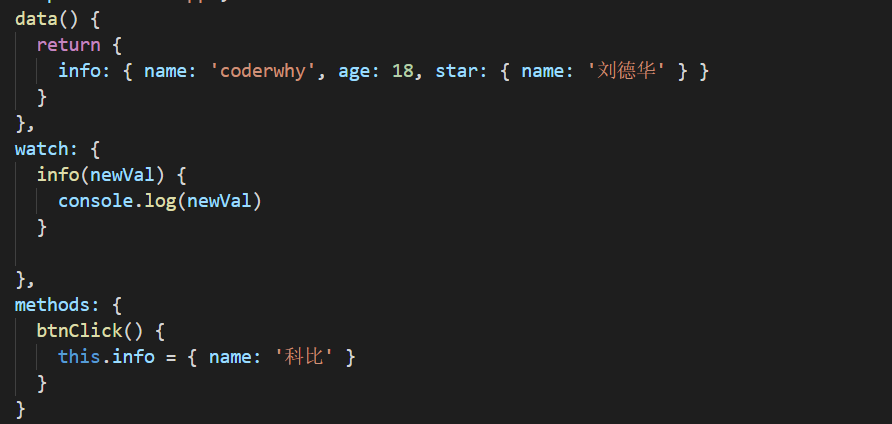 data() {
return {
info: { name: 'coderwhy', age: 18, star: { name: '刘德华' } }
}
},
watch: {
info(newVal) {
console.log(newVal)
}
},
methods: {
btnClick() {
this.info = { name: '科比' }
}
}